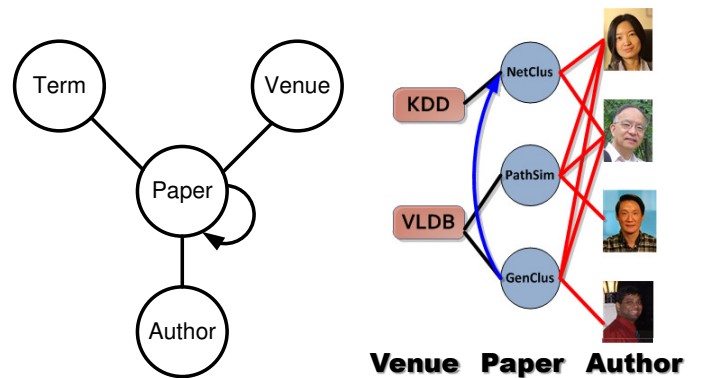 Term
Venue
Paper
Author
KDD
VLDB
NetClus
PathSim
GenClus
Venue Paper Author